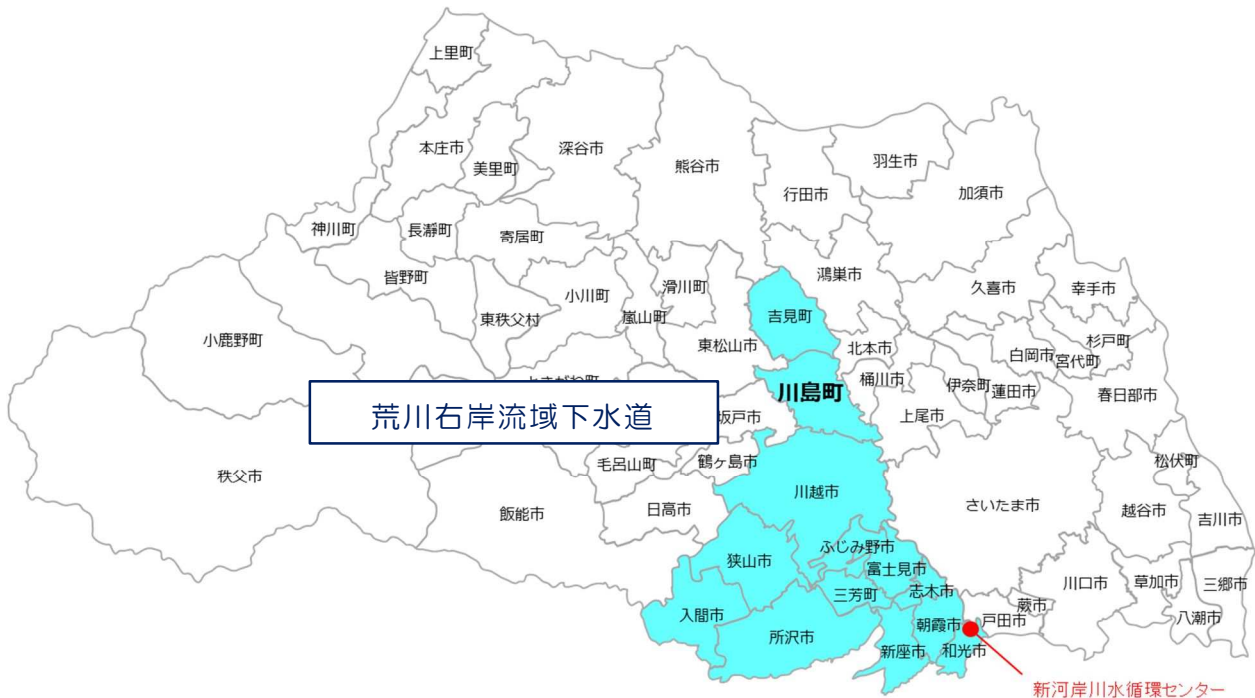 上里町
本庄市
美里町
深谷市
熊谷市
羽生市
行田市
加須市
神川町
長瀞町
寄居町
皆野町
鴻巣市
久喜市
幸手市
小川町
滑川町
吉見町
東秩父村
嵐山町
小鹿野町
東松山市
北本市
白岡市
宮代町
杉戸町
桶川市
伊奈町
蓮田市
川島町
春日部市
荒川右岸流域下水道
坂戸市
上尾市
松伏町
毛呂山町
鶴ヶ島市
秩父市
川越市
さいたま市
飯能市
日高市
越谷市
吉川市
ふじみ野市
狭山市
富士見市
志木市
三芳町
川口市
草加市
三郷市
入間市
蕨市
戸田市
八潮市
所沢市
朝霞市
新座市
和光市
新河岸川水循環センター